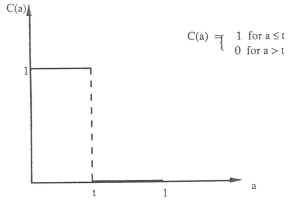 C(a)
C(a) = { 1 for a ≤ t
0 for a > t
1
t 1 a